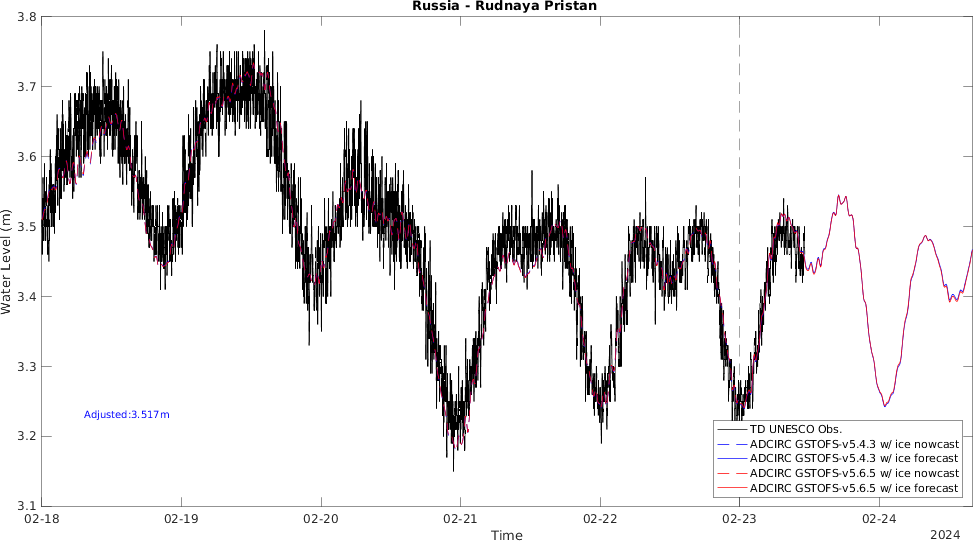 Russia - Rudnaya Pristan
3.8
3.7
3.6
3.5
3.4
3.3
3.2
3.1
Water Level (m)
Adjusted:3.517m
TD UNESCO Obs.
ADCIRC GSTOFS-v5.4.3 w/ ice nowcast
ADCIRC GSTOFS-v5.4.3 w/ ice forecast
ADCIRC GSTOFS-v5.6.5 w/ ice nowcast
ADCIRC GSTOFS-v5.6.5 w/ ice forecast
02-18 02-19 02-20 02-21 02-22 02-23 02-24
Time
2024